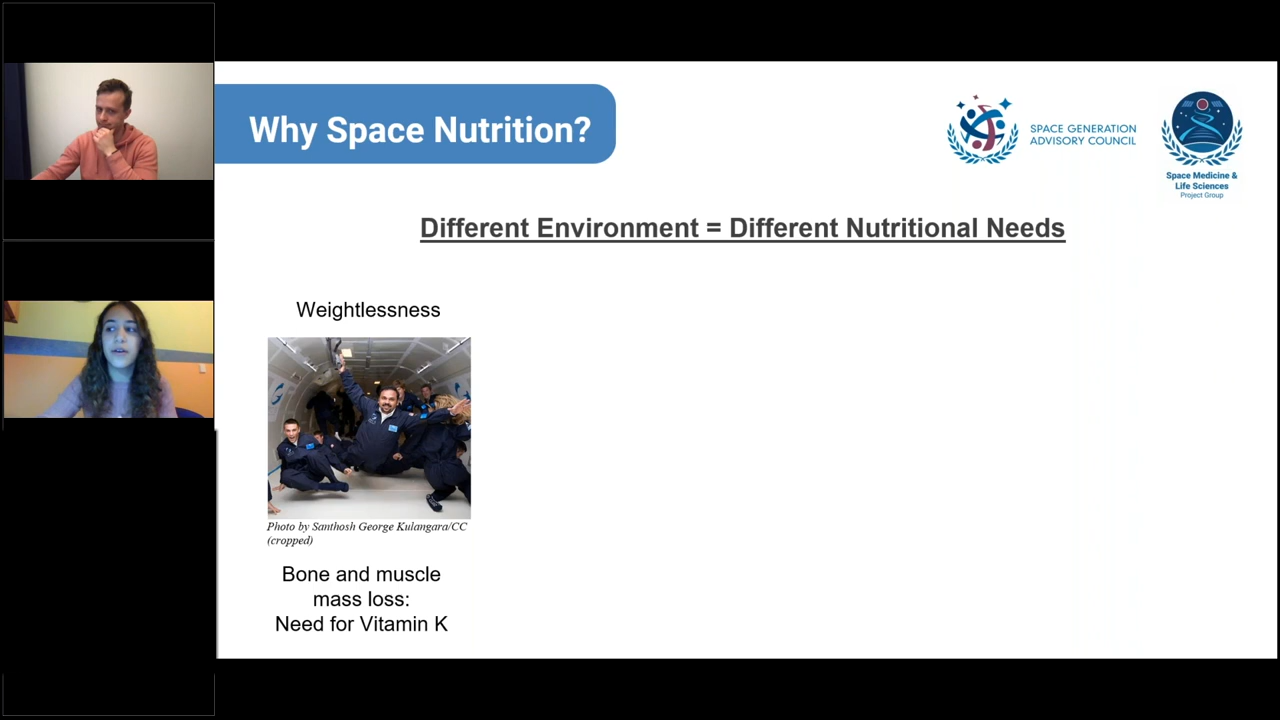 Why Space Nutrition?
SPACE GENERATION
ADVISORY COUNCIL
Space Medicine &
Life Sciences
Project Group
Different Environment = Different Nutritional Needs
Weightlessness
Photo by Santhosh George Kulangara/CC
(cropped)
Bone and muscle
mass loss:
Need for Vitamin K